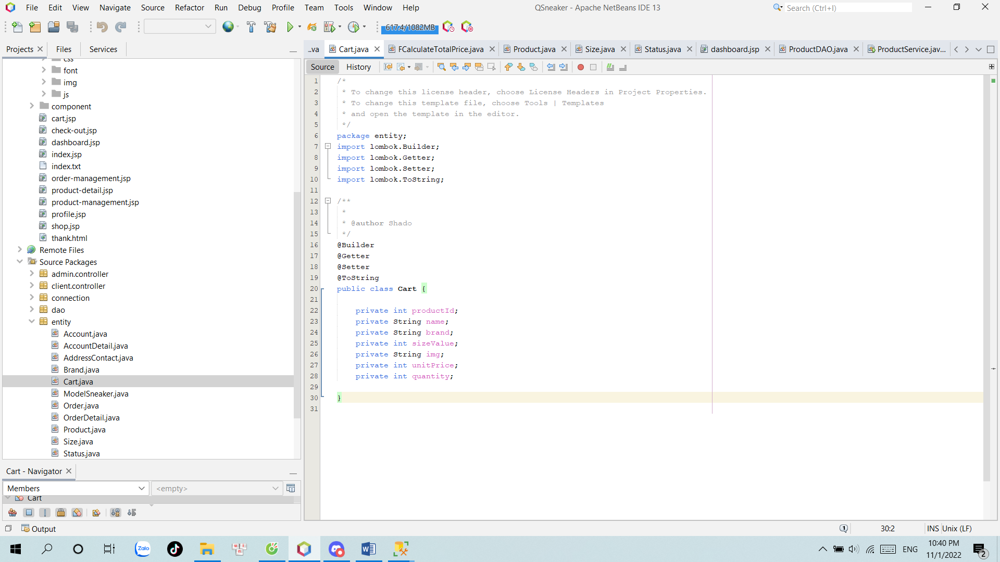 File Edit View Navigate Source Refactor Run Debug Profile Team Tools Window Help
QSneaker - Apache NetBeans IDE 13
Search (Ctrl+I)
617.4/1082MB
Projects Files Services
..va Cart.java FCalculateTotalPrice.java Product.java Size.java Status.java dashboard.jsp ProductDAO.java ProductService.jav...
Source History
css
font
img
js
component
cart.jsp
check-out.jsp
dashboard.jsp
index.jsp
index.txt
order-management.jsp
product-detail.jsp
product-management.jsp
profile.jsp
shop.jsp
thank.html
Remote Files
Source Packages
admin.controller
client.controller
connection
dao
entity
Account.java
AccountDetail.java
AddressContact.java
Brand.java
Cart.java
ModelSneaker.java
Order.java
OrderDetail.java
Product.java
Size.java
Status.java
Cart - Navigator
Members
<empty>
Cart
1 /*
2 * To change this license header, choose License Headers in Project Properties.
3 * To change this template file, choose Tools | Templates
4 * and open the template in the editor.
5 */
6 package entity;
7 import lombok.Builder;
8 import lombok.Getter;
9 import lombok.Setter;
10 import lombok.ToString;
11
12 /**
13 *
14 * @author Shado
15 */
16 @Builder
17 @Getter
18 @Setter
19 @ToString
20 public class Cart {
21
22 private int productId;
23 private String name;
24 private String brand;
25 private int sizeValue;
26 private String img;
27 private int unitPrice;
28 private int quantity;
29
30 }
31
Output
1
30:2
INS Unix (LF)
Zalo
ENG
10:40 PM
11/1/2022
2